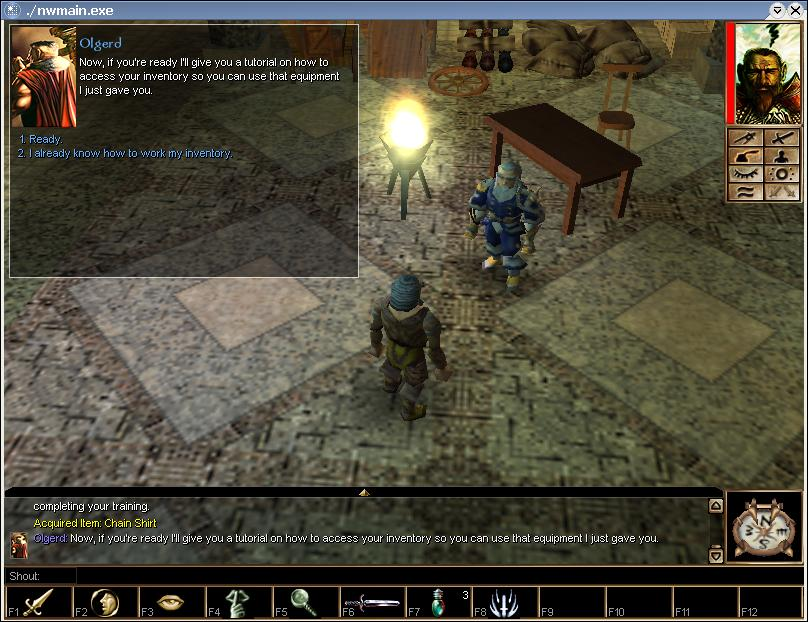 ./nwmain.exe
Olgerd
Now, if you're ready I'll give you a tutorial on how to
access your inventory so you can use that equipment
I just gave you.
1. Ready.
2. I already know how to work my inventory.
completing your training.
Acquired Item: Chain Shirt
Olgerd: Now, if you're ready I'll give you a tutorial on how to access your inventory so you can use that equipment I just gave you.
N
E
S
Shout:
F1 F2 F3 F4 F5 F6 F7 3 F8 F9 F10 F11 F12